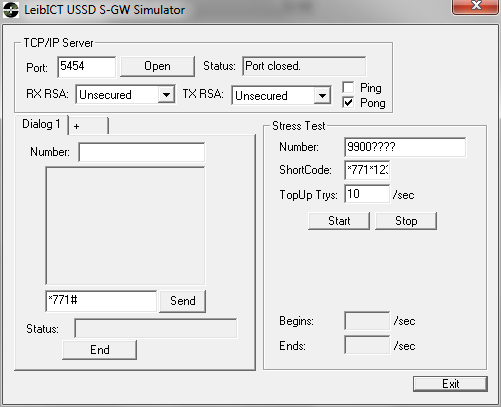 LeibICT USSD S-GW Simulator
TCP/IP Server
Port: 5454 Open Status: Port closed.
RX RSA: Unsecured TX RSA: Unsecured Ping
Pong
Dialog 1 +
Number:
*771#
Send
Status:
End
Stress Test
Number: 9900????
ShortCode: *771*123
TopUp Trys: 10 /sec
Start Stop
Begins: /sec
Ends: /sec
Exit